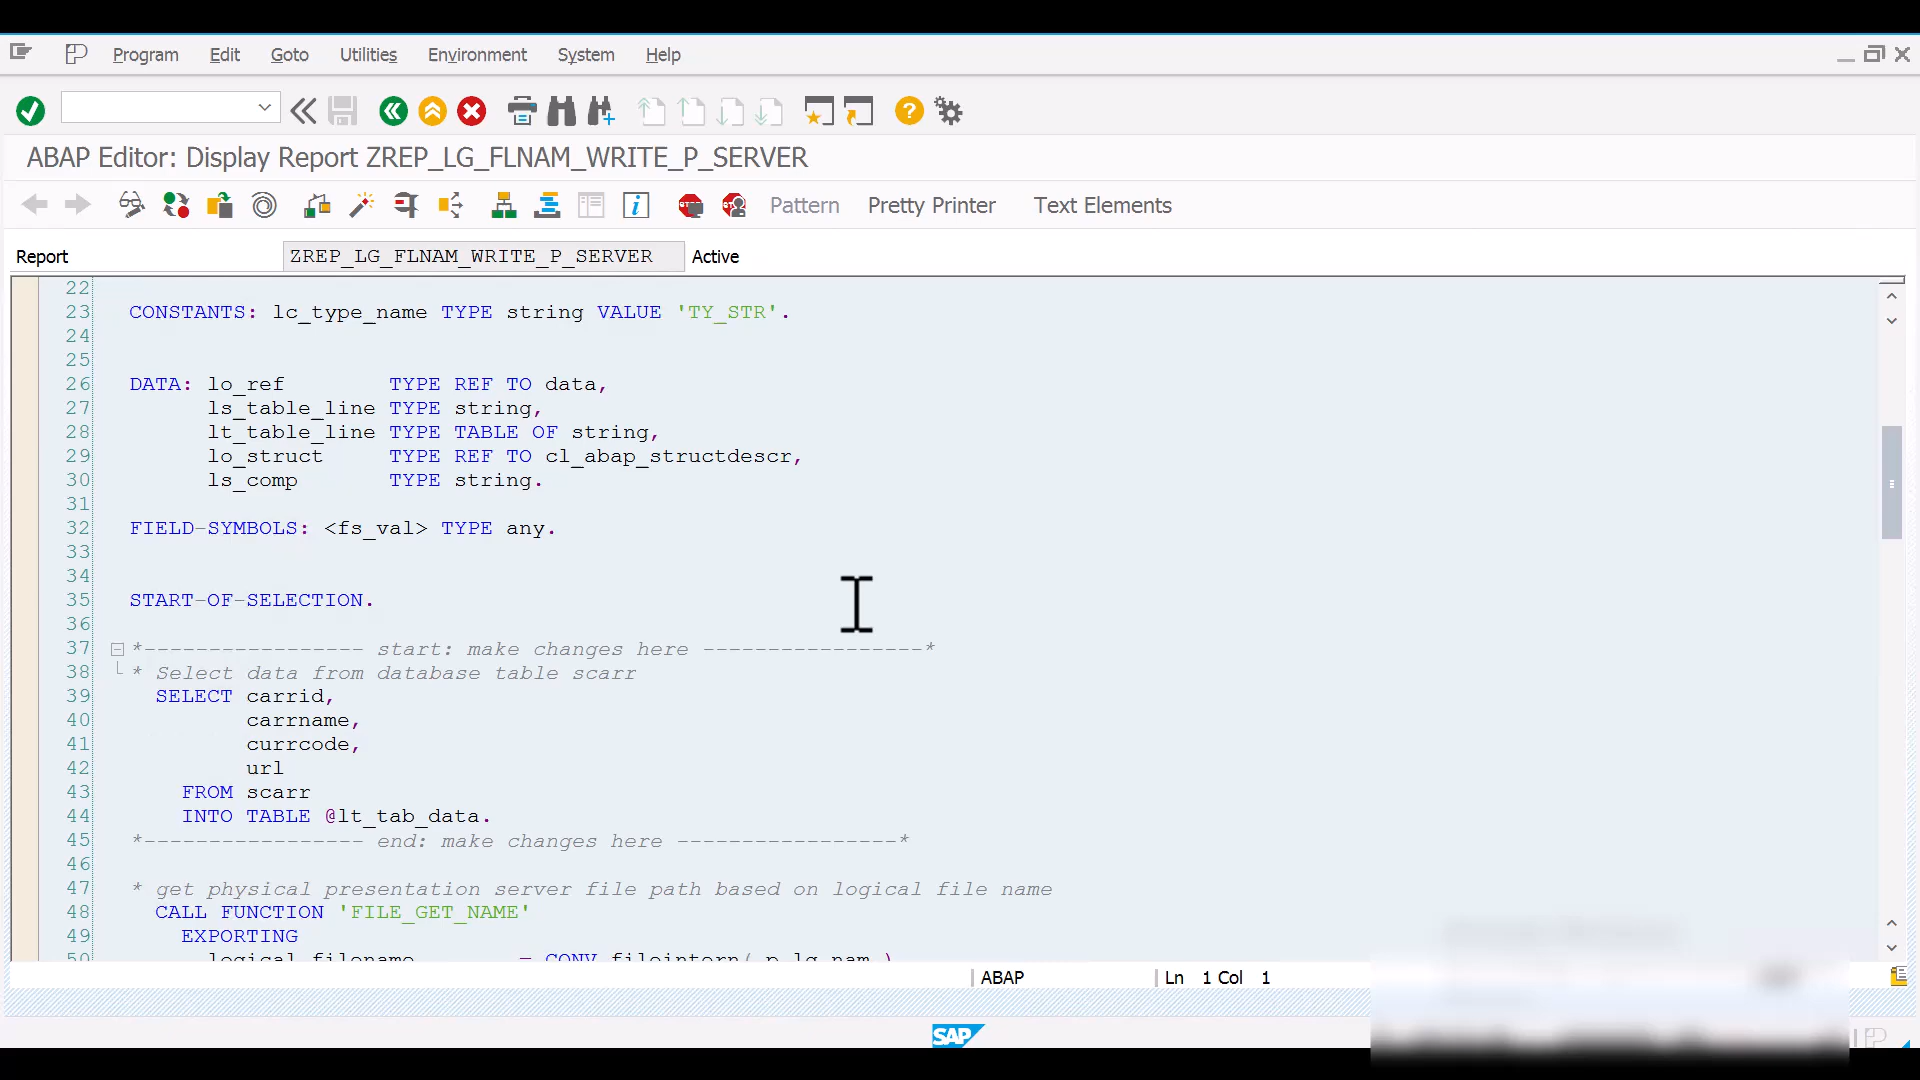 Program Edit Goto Utilities Environment System Help
ABAP Editor: Display Report ZREP_LG_FLNAM_WRITE_P_SERVER
Pattern Pretty Printer Text Elements
Report ZREP_LG_FLNAM_WRITE_P_SERVER Active
22
23 CONSTANTS: lc_type_name TYPE string VALUE 'TY_STR'.
24
25
26 DATA: lo_ref TYPE REF TO data,
27 ls_table_line TYPE string,
28 lt_table_line TYPE TABLE OF string,
29 lo_struct TYPE REF TO cl_abap_structdescr,
30 ls_comp TYPE string.
31
32 FIELD-SYMBOLS: <fs_val> TYPE any.
33
34
35 START-OF-SELECTION.
36
37 *----------------- start: make changes here -----------------*
38 * Select data from database table scarr
39 SELECT carrid,
40 carrname,
41 currcode,
42 url
43 FROM scarr
44 INTO TABLE @lt_tab_data.
45 *----------------- end: make changes here -----------------*
46
47 * get physical presentation server file path based on logical file name
48 CALL FUNCTION 'FILE_GET_NAME'
49 EXPORTING
50 logical_filename = CONV fileintern( p_lg_nam )
ABAP Ln 1 Col 1
SAP